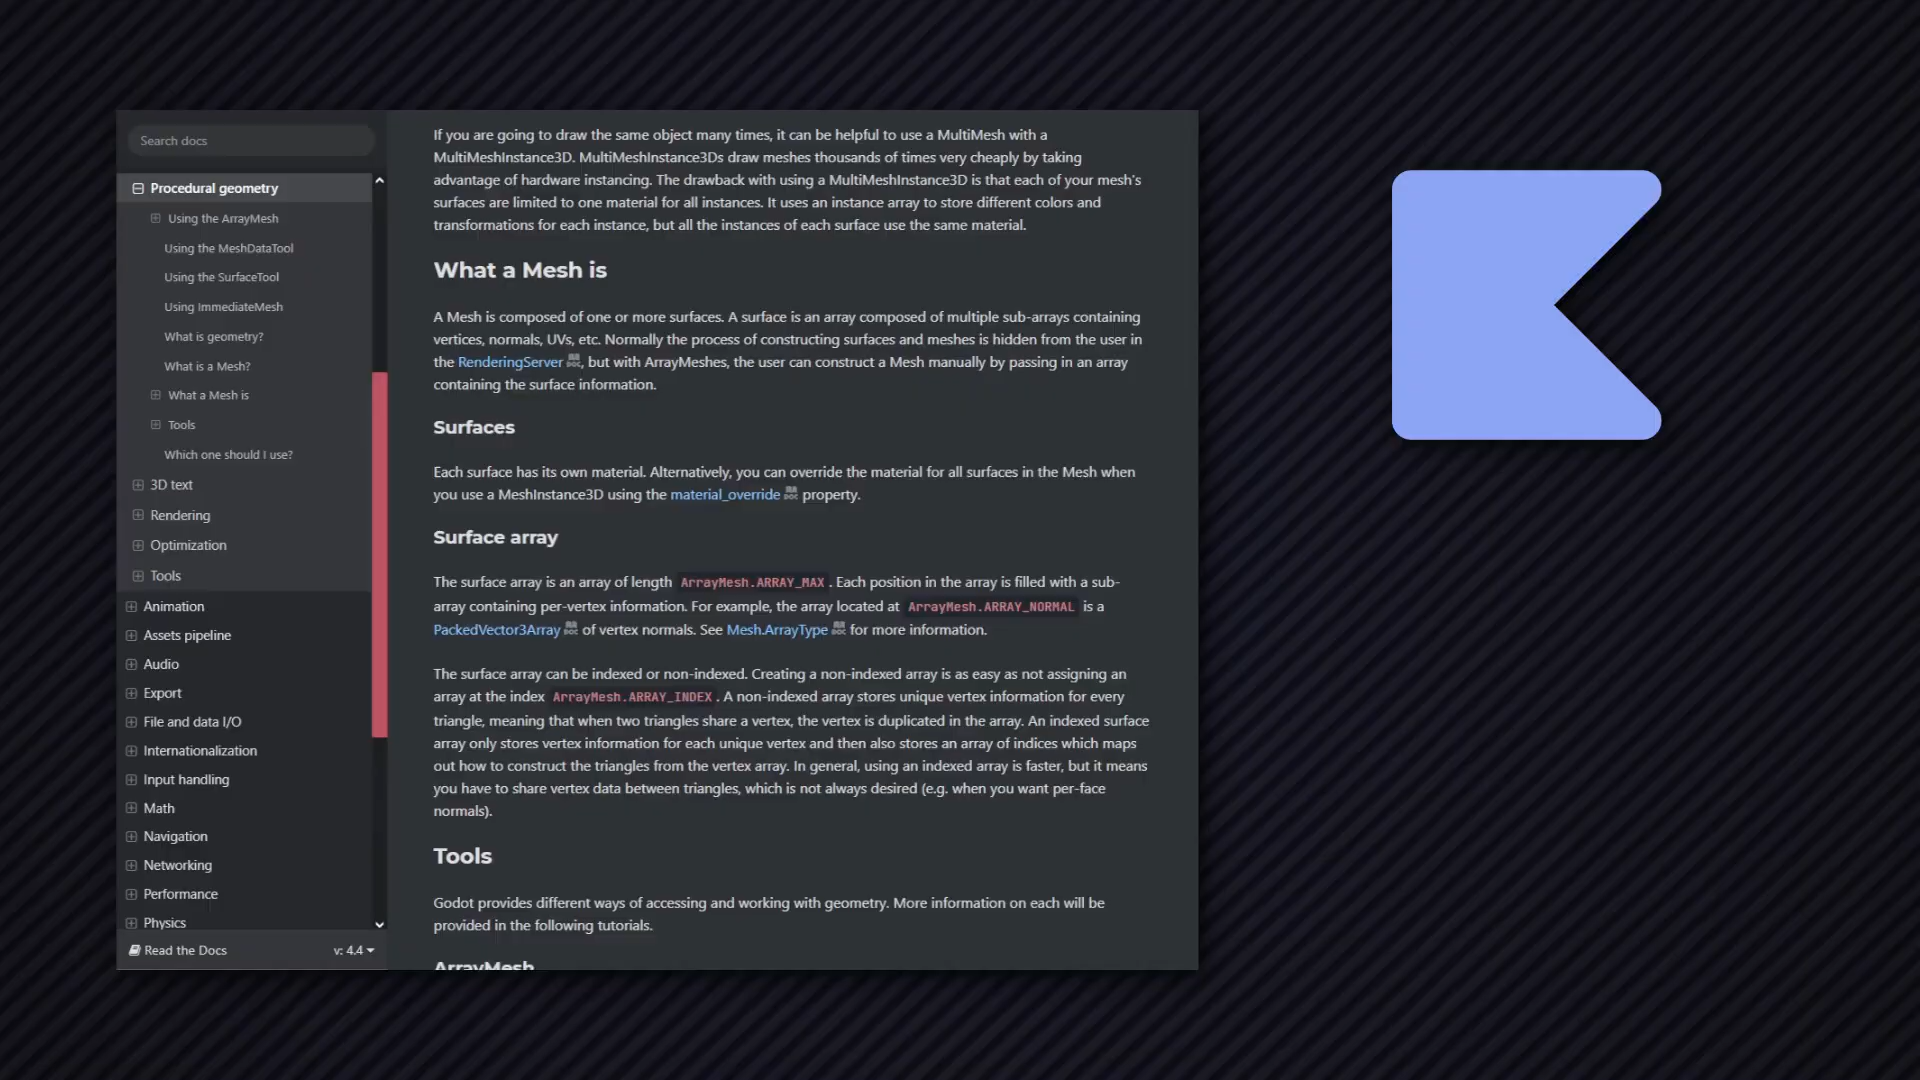 Search docs
Procedural geometry
Using the ArrayMesh
Using the MeshDataTool
Using the SurfaceTool
Using ImmediateMesh
What is geometry?
What is a Mesh?
What a Mesh is
Tools
Which one should I use?
3D text
Rendering
Optimization
Tools
Animation
Assets pipeline
Audio
Export
File and data I/O
Internationalization
Input handling
Math
Navigation
Networking
Performance
Physics
Read the Docs
v: 4.4
If you are going to draw the same object many times, it can be helpful to use a MultiMesh with a
MultiMeshInstance3D. MultiMeshInstance3Ds draw meshes thousands of times very cheaply by taking
advantage of hardware instancing. The drawback with using a MultiMeshInstance3D is that each of your mesh's
surfaces are limited to one material for all instances. It uses an instance array to store different colors and
transformations for each instance, but all the instances of each surface use the same material.
What a Mesh is
A Mesh is composed of one or more surfaces. A surface is an array composed of multiple sub-arrays containing
vertices, normals, UVs, etc. Normally the process of constructing surfaces and meshes is hidden from the user in
the RenderingServer, but with ArrayMeshes, the user can construct a Mesh manually by passing in an array
containing the surface information.
Surfaces
Each surface has its own material. Alternatively, you can override the material for all surfaces in the Mesh when
you use a MeshInstance3D using the material_override property.
Surface array
The surface array is an array of length ArrayMesh.ARRAY_MAX. Each position in the array is filled with a sub-
array containing per-vertex information. For example, the array located at ArrayMesh.ARRAY_NORMAL is a
PackedVector3Array of vertex normals. See Mesh.ArrayType for more information.
The surface array can be indexed or non-indexed. Creating a non-indexed array is as easy as not assigning an
array at the index ArrayMesh.ARRAY_INDEX. A non-indexed array stores unique vertex information for every
triangle, meaning that when two triangles share a vertex, the vertex is duplicated in the array. An indexed surface
array only stores vertex information for each unique vertex and then also stores an array of indices which maps
out how to construct the triangles from the vertex array. In general, using an indexed array is faster, but it means
you have to share vertex data between triangles, which is not always desired (e.g. when you want per-face
normals).
Tools
Godot provides different ways of accessing and working with geometry. More information on each will be
provided in the following tutorials.
ArrayMesh